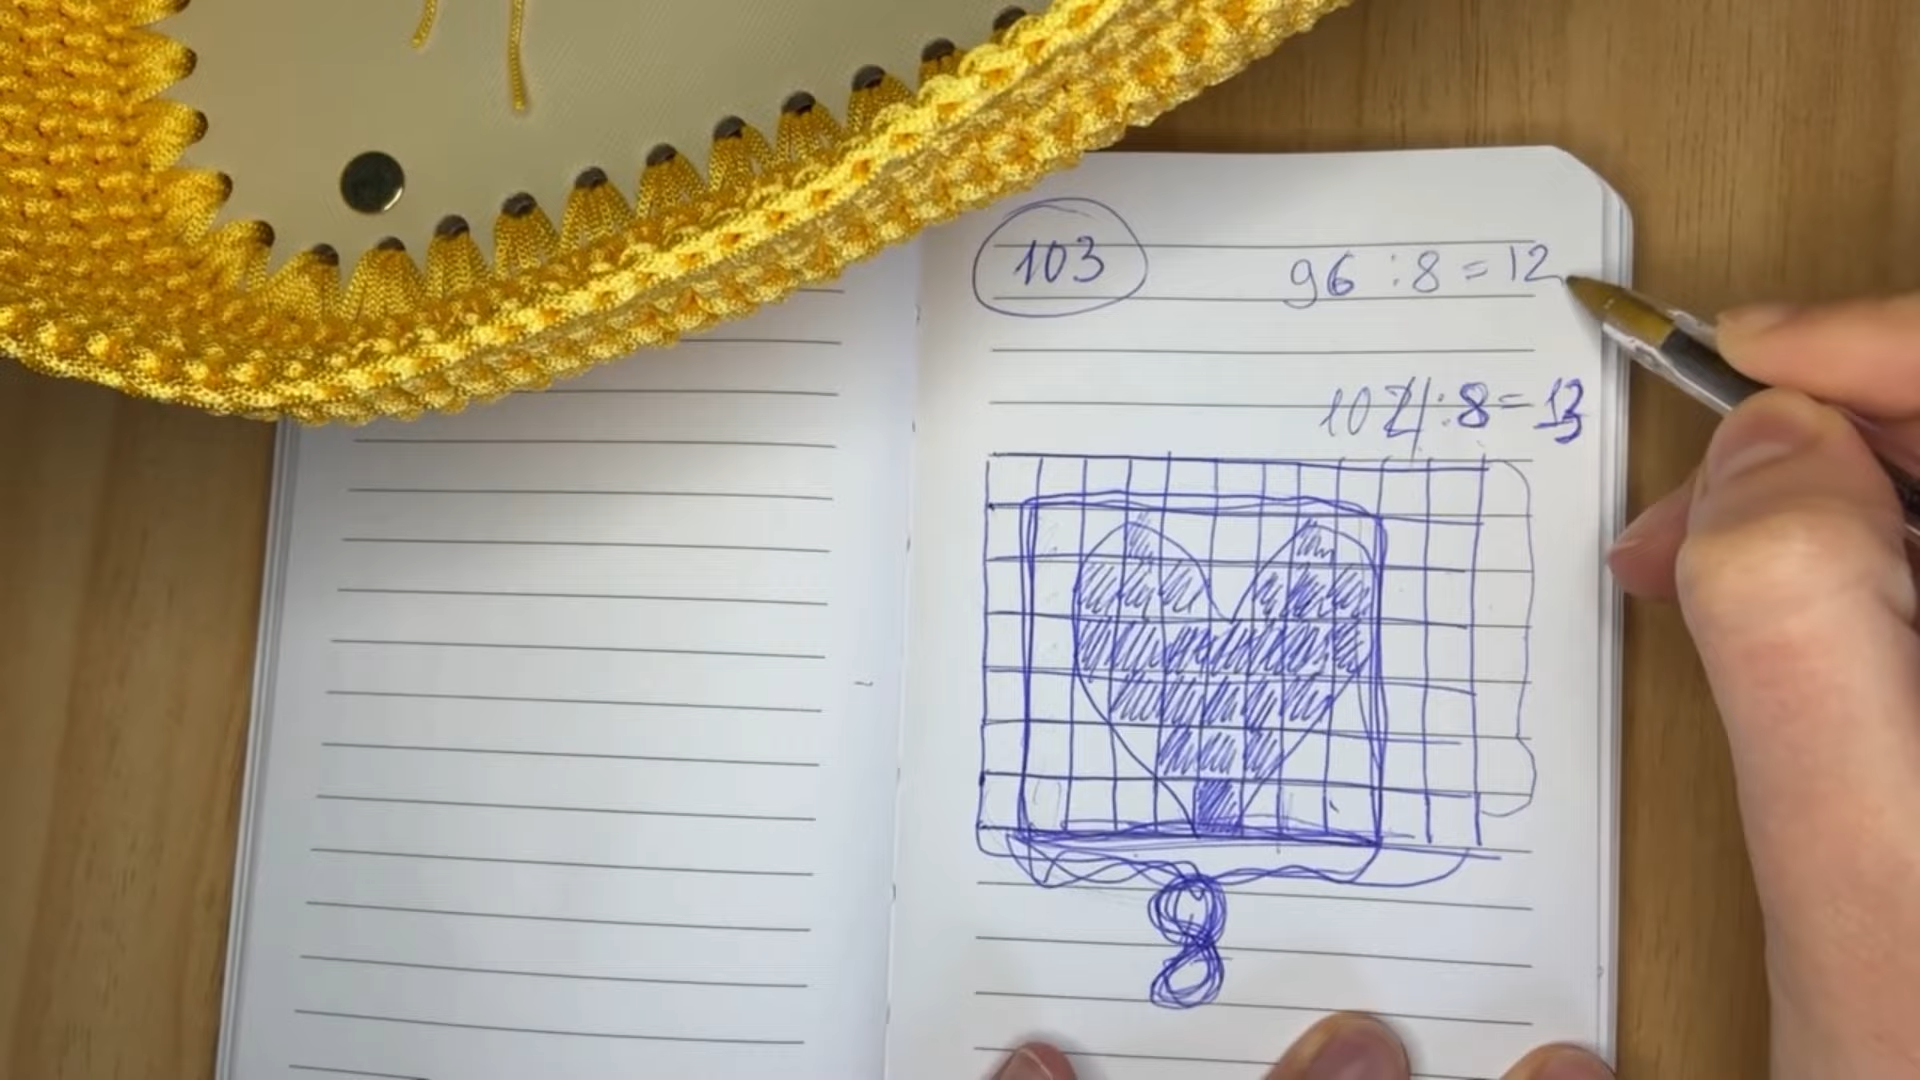 103
96 : 8 = 12
104 : 8 = 13
8